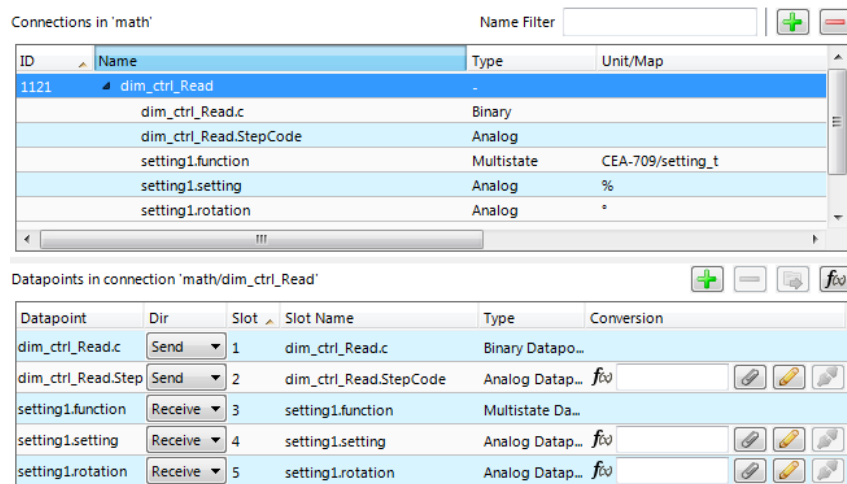 Connections in 'math' Name Filter
ID Name Type Unit/Map
1121 dim_ctrl_Read -
dim_ctrl_Read.c Binary
dim_ctrl_Read.StepCode Analog
setting1.function Multistate CEA-709/setting_t
setting1.setting Analog %
setting1.rotation Analog °
Datapoints in connection 'math/dim_ctrl_Read' f(x)
Datapoint Dir Slot Slot Name Type Conversion
dim_ctrl_Read.c Send 1 dim_ctrl_Read.c Binary Datapo...
dim_ctrl_Read.Step Send 2 dim_ctrl_Read.StepCode Analog Datap... f(x)
setting1.function Receive 3 setting1.function Multistate Da...
setting1.setting Receive 4 setting1.setting Analog Datap... f(x)
setting1.rotation Receive 5 setting1.rotation Analog Datap... f(x)